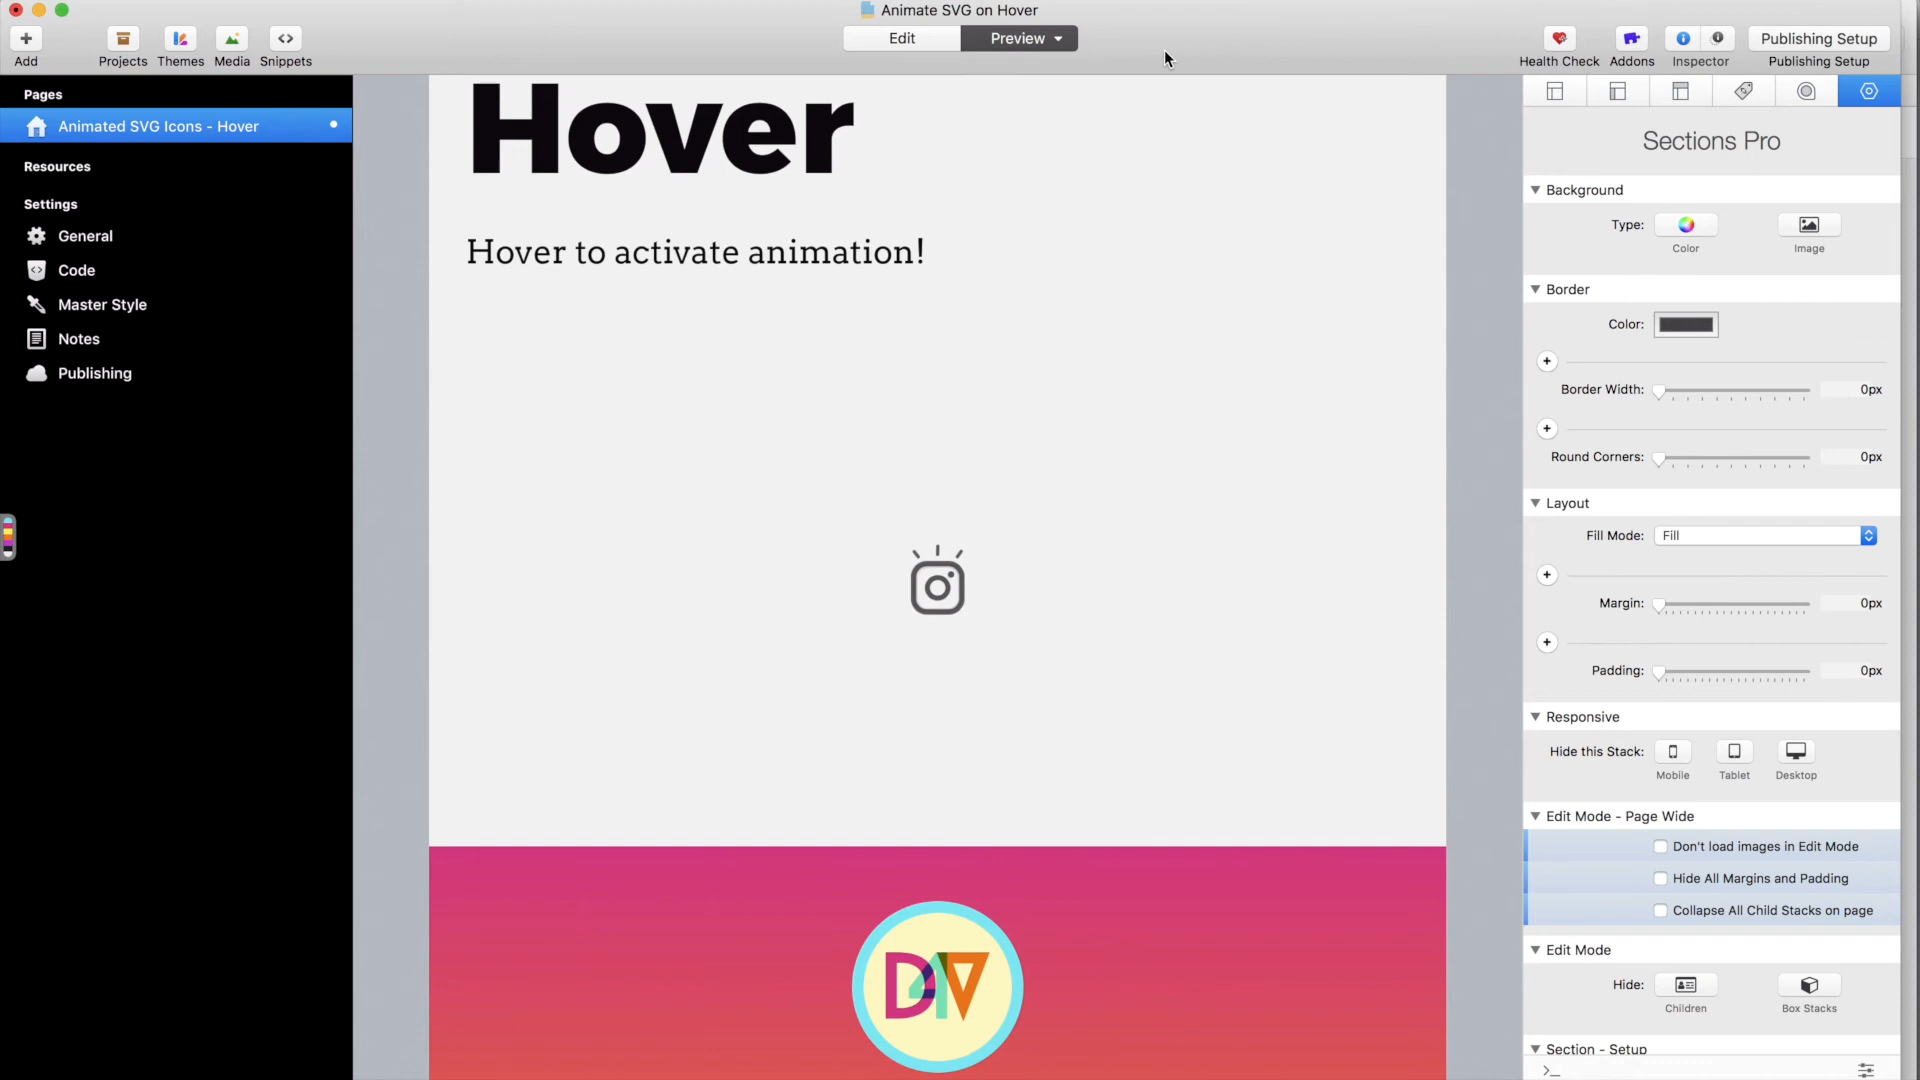 Animate SVG on Hover
Edit
Preview
Add
Projects
Themes
Media
Snippets
Health Check
Addons
Inspector
Publishing Setup
Publishing Setup
Pages
Animated SVG Icons - Hover
Resources
Settings
General
Code
Master Style
Notes
Publishing
Hover
Hover to activate animation!
D4V
Sections Pro
Background
Type:
Color
Image
Border
Color:
Border Width: 0px
Round Corners: 0px
Layout
Fill Mode: Fill
Margin: 0px
Padding: 0px
Responsive
Hide this Stack:
Mobile
Tablet
Desktop
Edit Mode - Page Wide
Don't load images in Edit Mode
Hide All Margins and Padding
Collapse All Child Stacks on page
Edit Mode
Hide:
Children
Box Stacks
Section - Setup